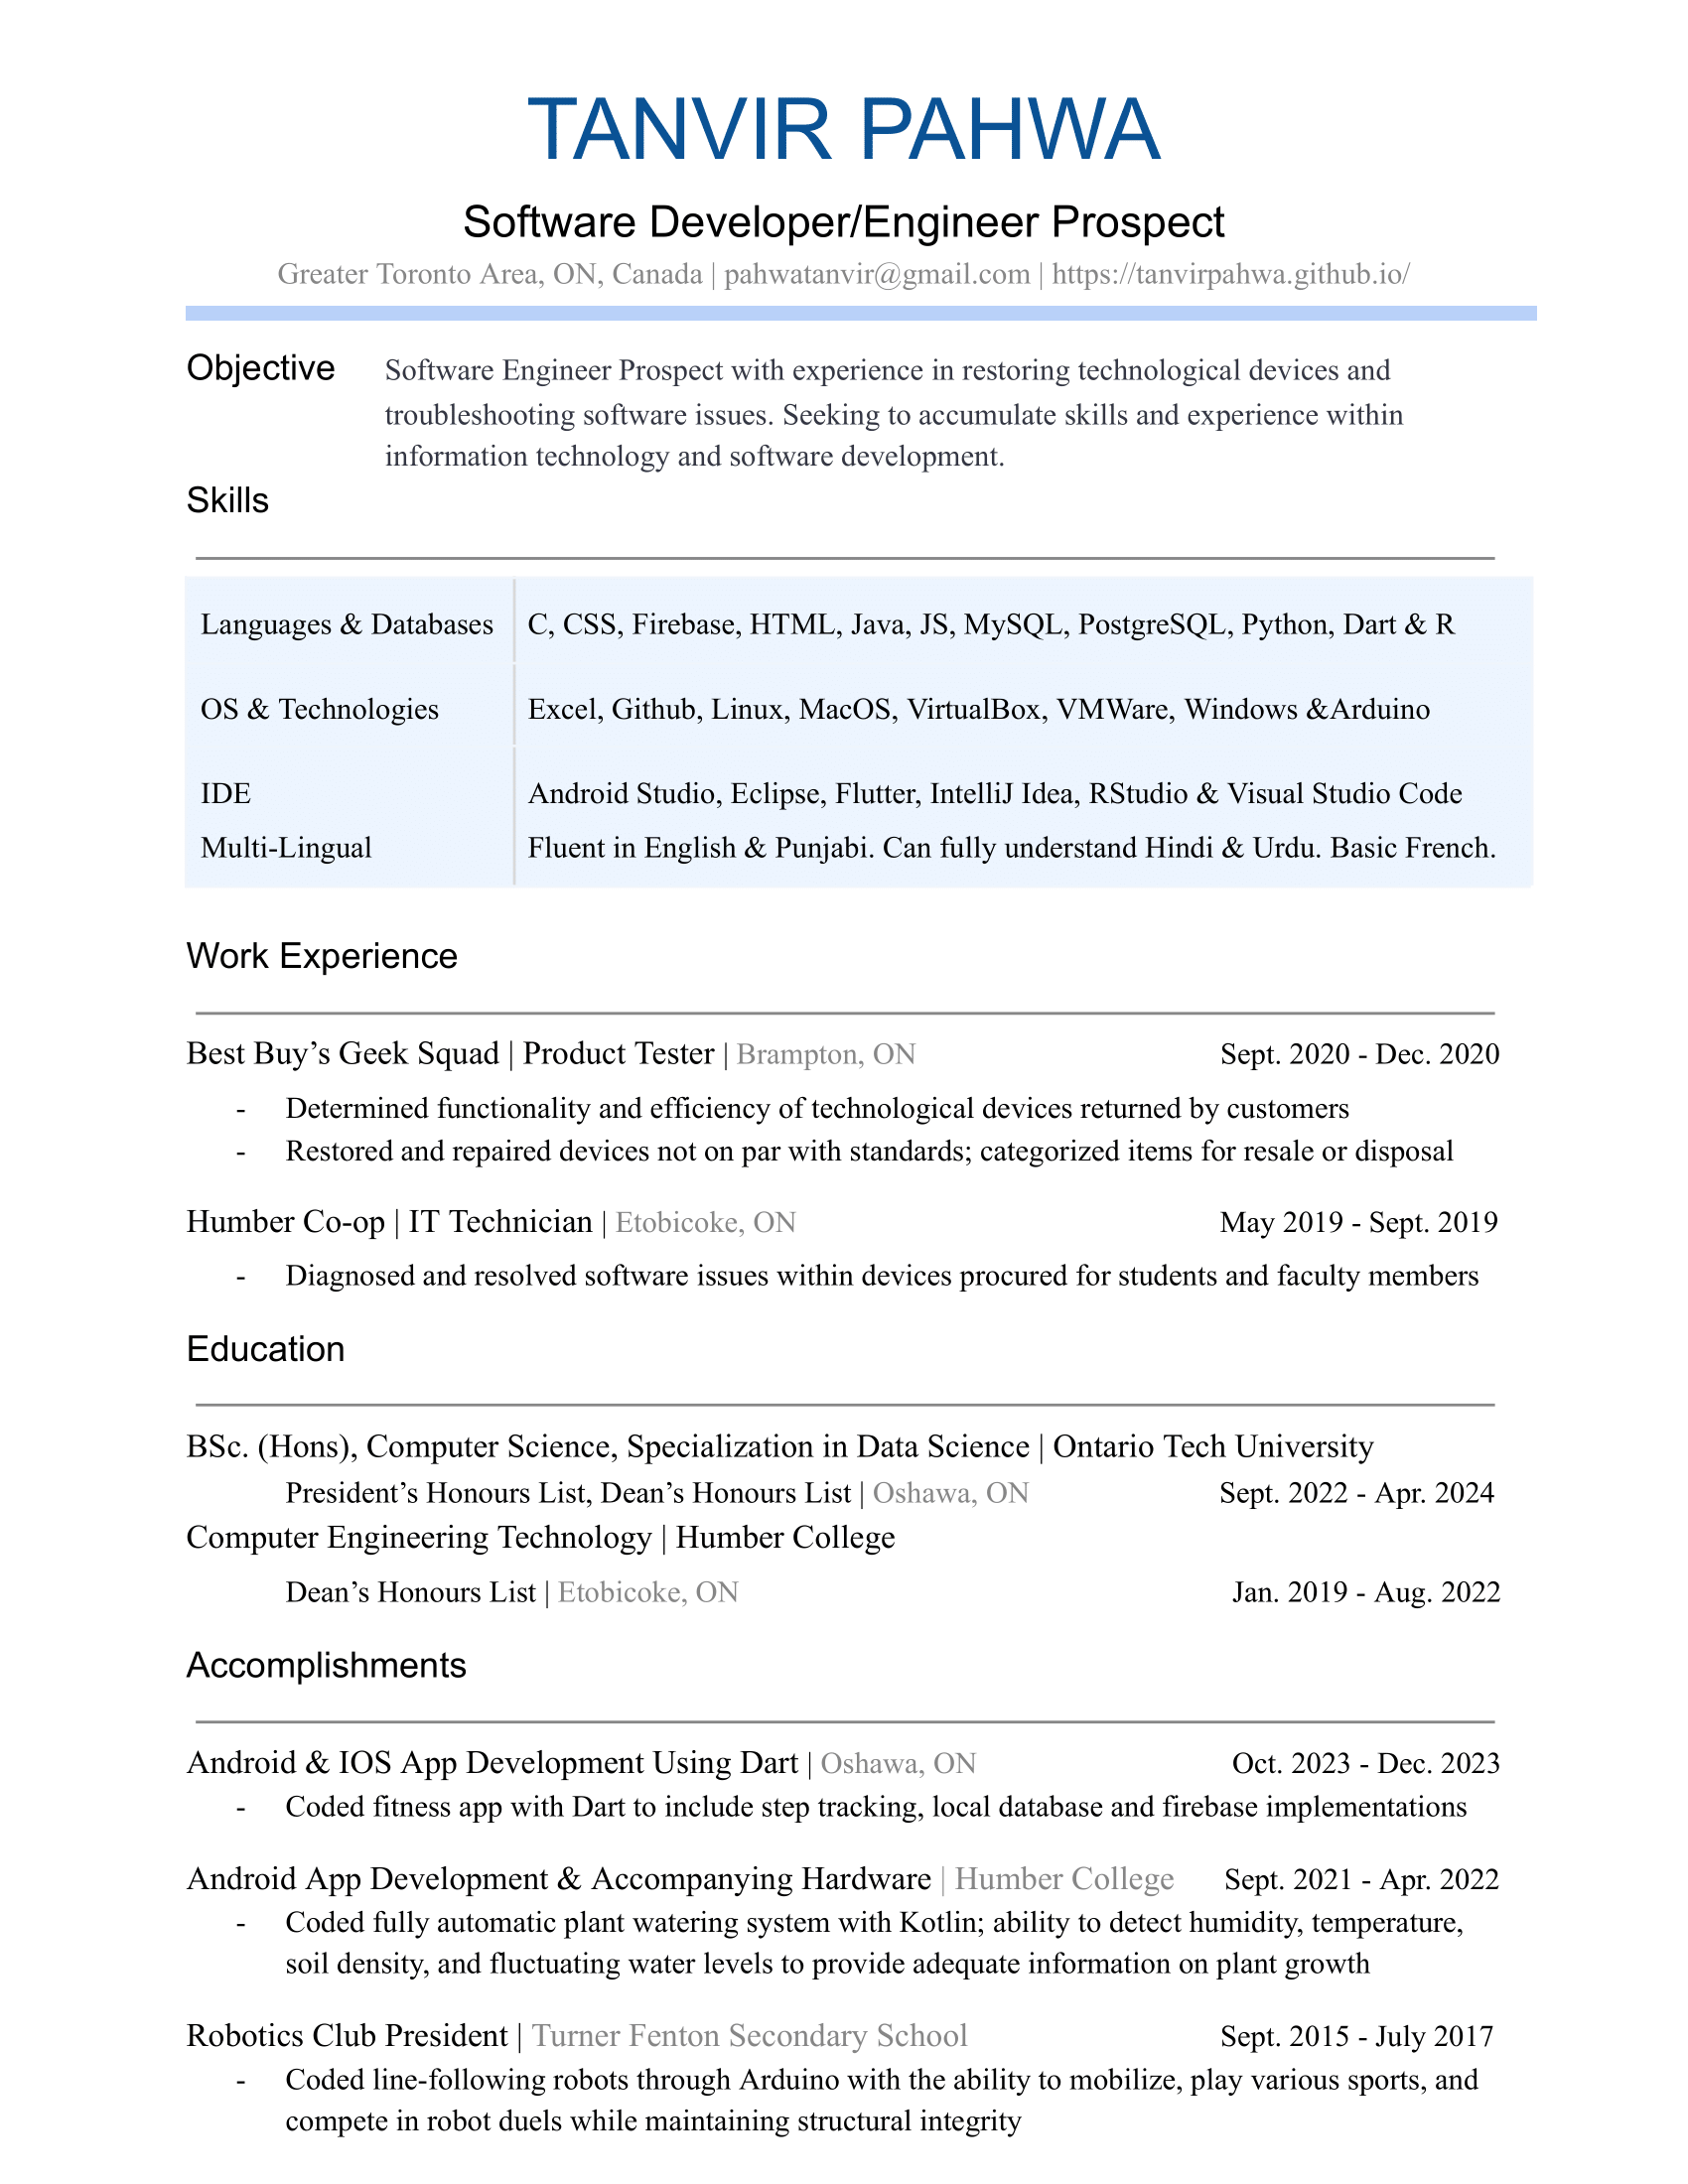 TANVIR PAHWA
Software Developer/Engineer Prospect
Greater Toronto Area, ON, Canada | pahwatanvir@gmail.com | https://tanvirpahwa.github.io/
Objective Software Engineer Prospect with experience in restoring technological devices and
troubleshooting software issues. Seeking to accumulate skills and experience within
information technology and software development.
Skills
Languages & Databases C, CSS, Firebase, HTML, Java, JS, MySQL, PostgreSQL, Python, Dart & R
OS & Technologies Excel, Github, Linux, MacOS, VirtualBox, VMWare, Windows &Arduino
IDE Android Studio, Eclipse, Flutter, IntelliJ Idea, RStudio & Visual Studio Code
Multi-Lingual Fluent in English & Punjabi. Can fully understand Hindi & Urdu. Basic French.
Work Experience
Best Buy’s Geek Squad | Product Tester | Brampton, ON Sept. 2020 - Dec. 2020
- Determined functionality and efficiency of technological devices returned by customers
- Restored and repaired devices not on par with standards; categorized items for resale or disposal
Humber Co-op | IT Technician | Etobicoke, ON May 2019 - Sept. 2019
- Diagnosed and resolved software issues within devices procured for students and faculty members
Education
BSc. (Hons), Computer Science, Specialization in Data Science | Ontario Tech University
President’s Honours List, Dean’s Honours List | Oshawa, ON Sept. 2022 - Apr. 2024
Computer Engineering Technology | Humber College
Dean’s Honours List | Etobicoke, ON Jan. 2019 - Aug. 2022
Accomplishments
Android & IOS App Development Using Dart | Oshawa, ON Oct. 2023 - Dec. 2023
- Coded fitness app with Dart to include step tracking, local database and firebase implementations
Android App Development & Accompanying Hardware | Humber College Sept. 2021 - Apr. 2022
- Coded fully automatic plant watering system with Kotlin; ability to detect humidity, temperature,
soil density, and fluctuating water levels to provide adequate information on plant growth
Robotics Club President | Turner Fenton Secondary School Sept. 2015 - July 2017
- Coded line-following robots through Arduino with the ability to mobilize, play various sports, and
compete in robot duels while maintaining structural integrity